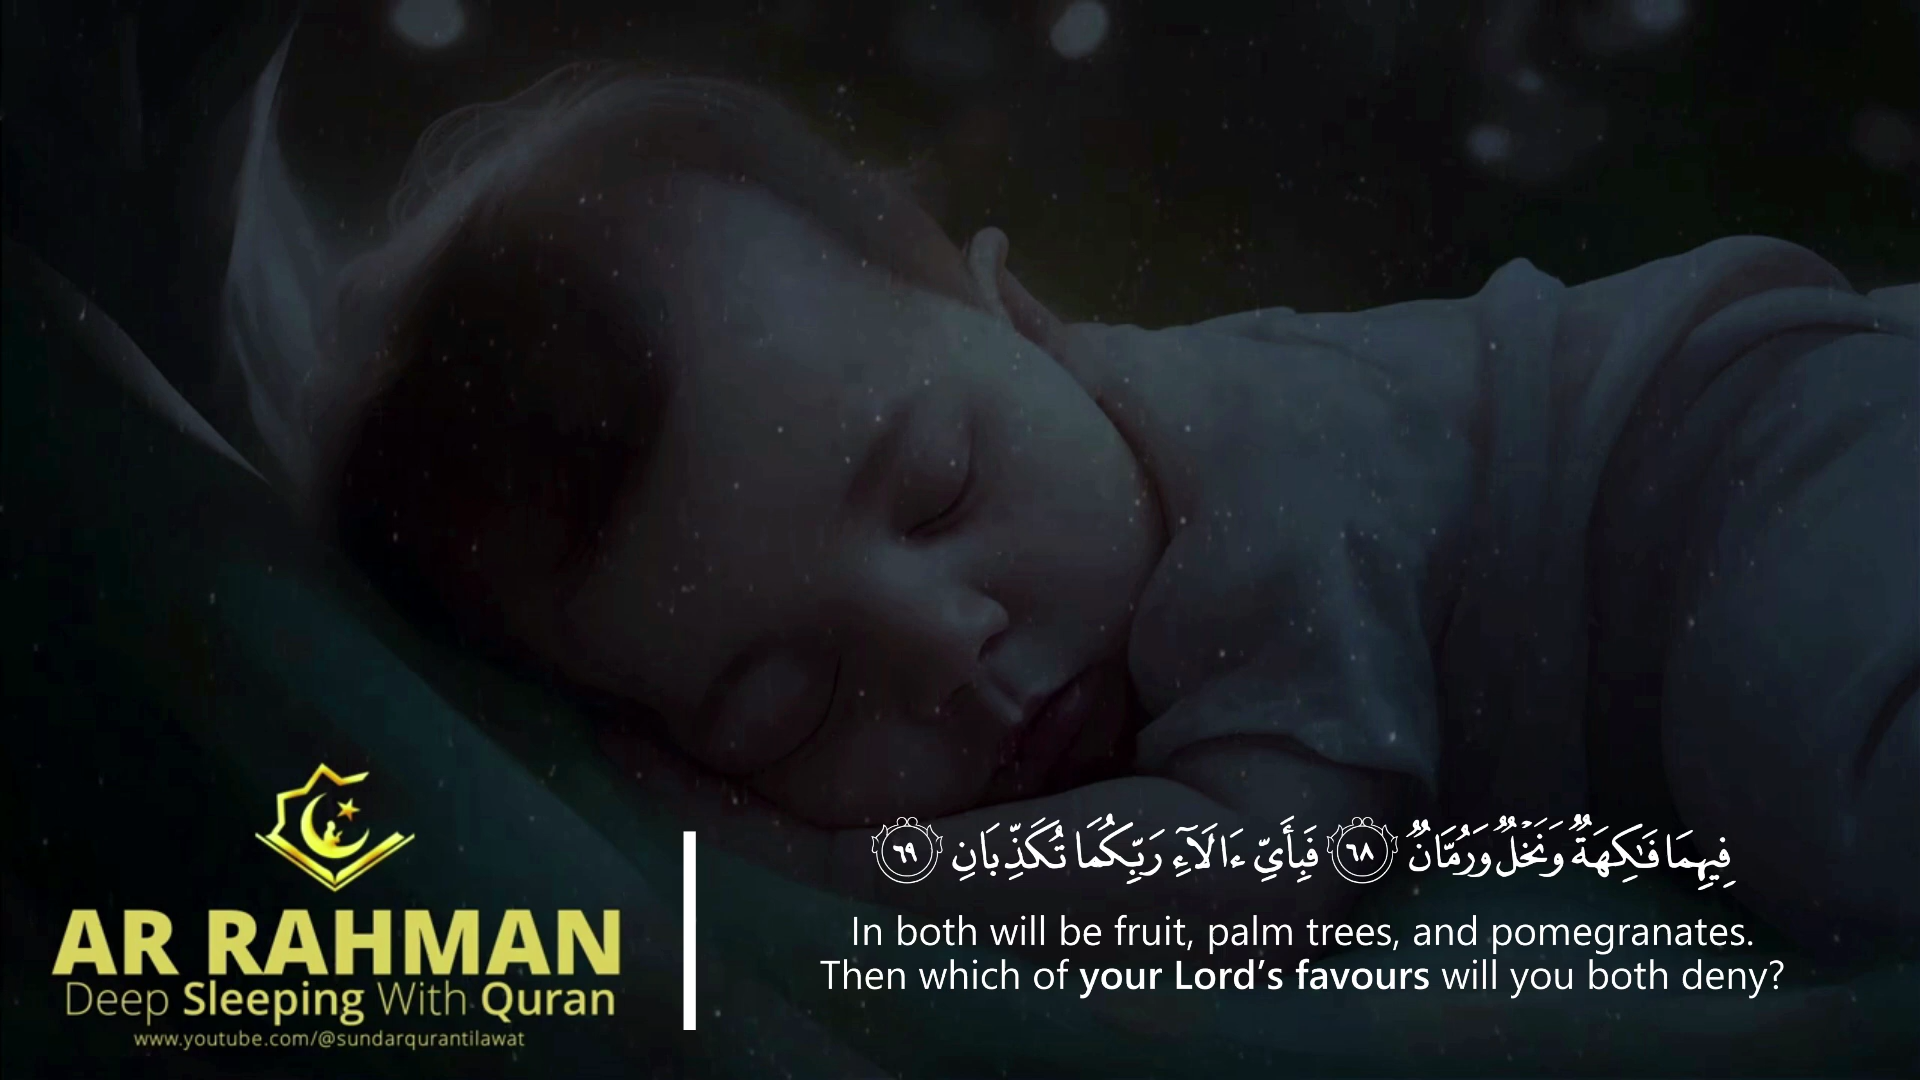 AR RAHMAN
Deep Sleeping With Quran
www.youtube.com/@sundarqurantilawat
فِيهِمَا فَٰكِهَةٌ وَنَخْلٌ وَرُمَّانٌ ٦٨ فَبِأَيِّ ءَالَآءِ رَبِّكُمَا تُكَذِّبَانِ ٦٩
In both will be fruit, palm trees, and pomegranates.
Then which of your Lord’s favours will you both deny?